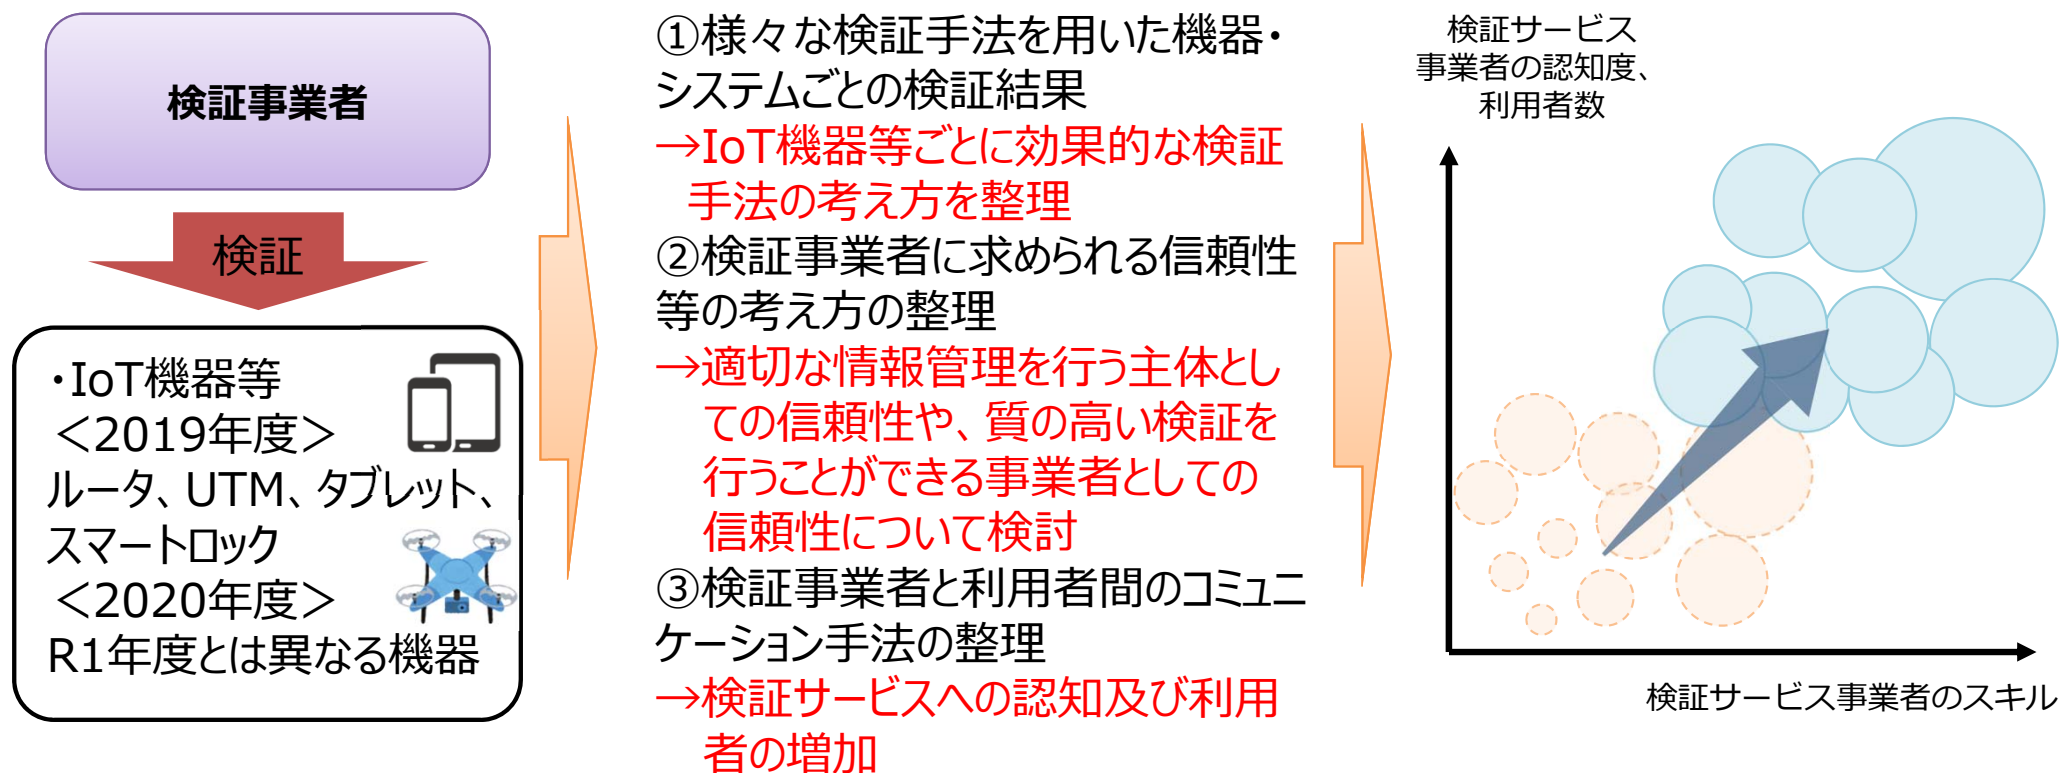 検証事業者
検証
・IoT機器等
＜2019年度＞
ルータ、UTM、タブレット、
スマートロック
＜2020年度＞
R1年度とは異なる機器
①様々な検証手法を用いた機器・
システムごとの検証結果
→IoT機器等ごとに効果的な検証
手法の考え方を整理
②検証事業者に求められる信頼性
等の考え方の整理
→適切な情報管理を行う主体とし
ての信頼性や、質の高い検証を
行うことができる事業者としての
信頼性について検討
③検証事業者と利用者間のコミュニ
ケーション手法の整理
→検証サービスへの認知及び利用
者の増加
検証サービス
事業者の認知度、
利用者数
検証サービス事業者のスキル